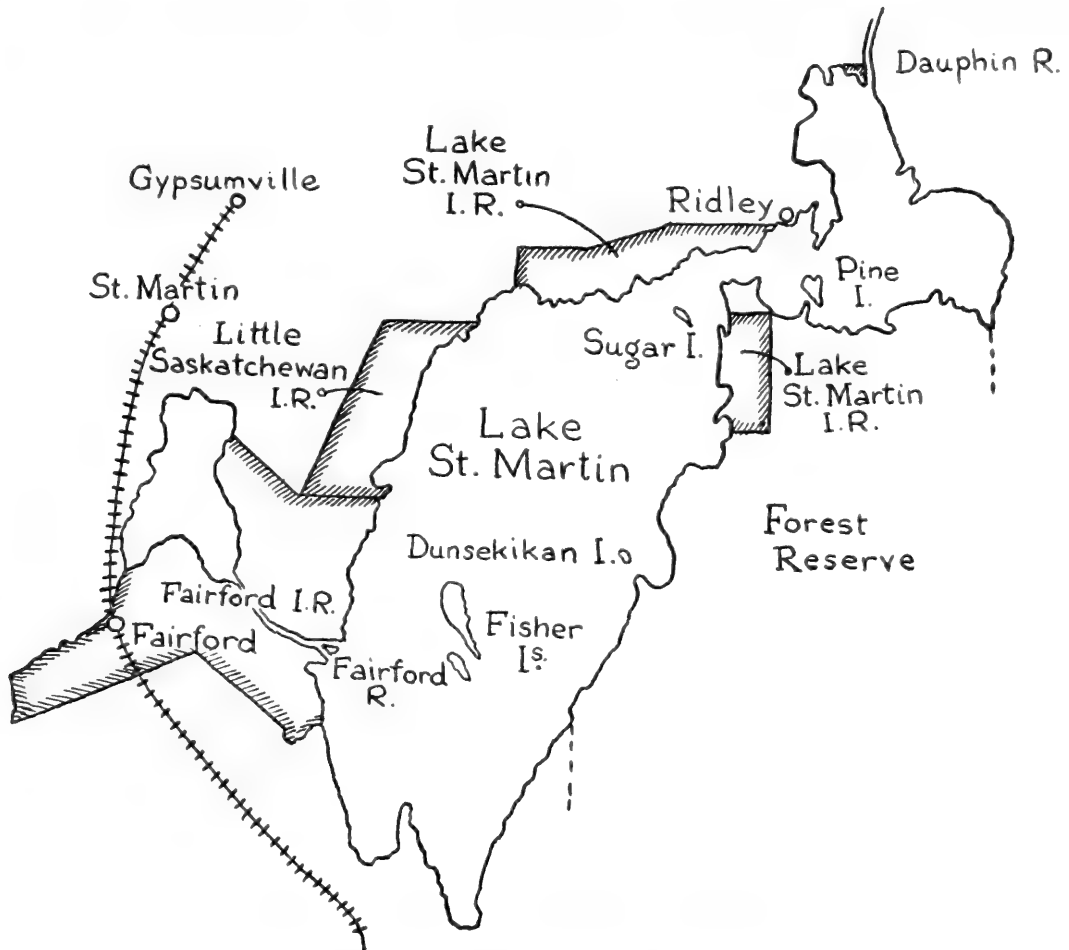 Dauphin R.
Lake
St. Martin
I.R.
Gypsumville
Ridley
Pine
I.
St. Martin
Little
Saskatchewan
I.R.
Sugar I.
Lake
St. Martin
I.R.
Lake
St. Martin
Forest
Reserve
Dunsekikan I.
Fairford I.R.
Fairford
Fisher
Is.
Fairford
R.